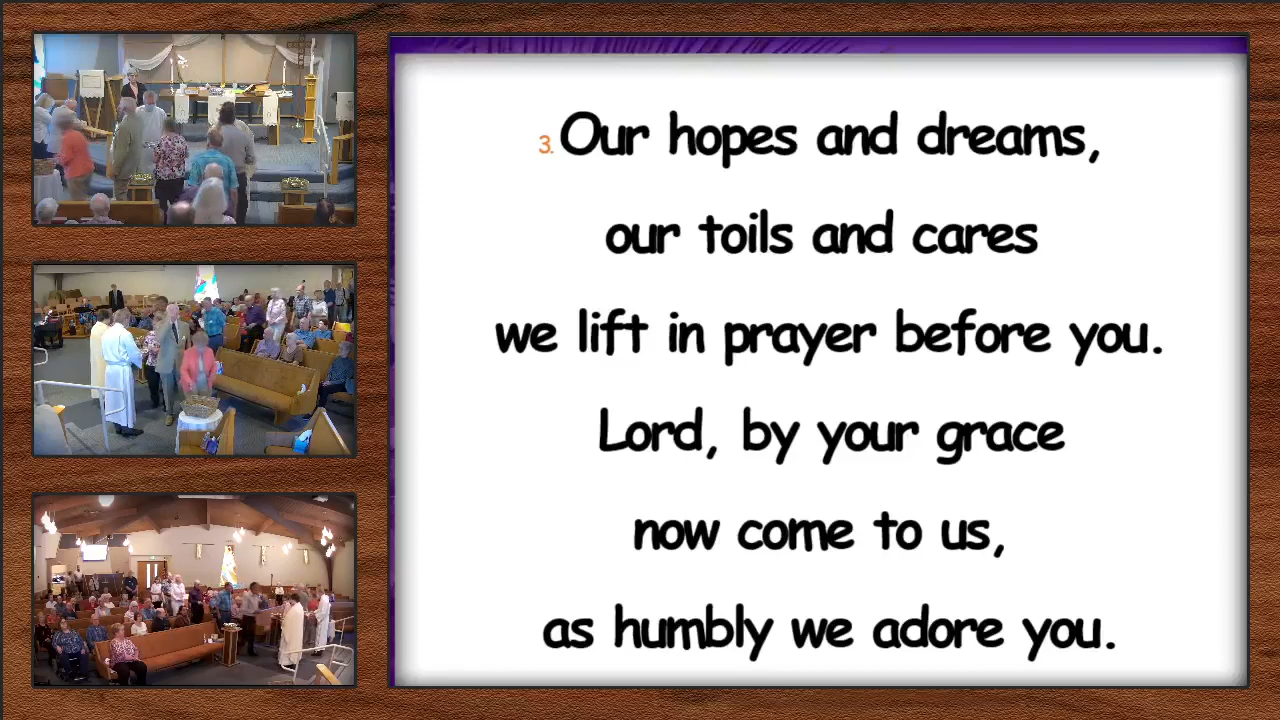 3. Our hopes and dreams,
our toils and cares
we lift in prayer before you.
Lord, by your grace
now come to us,
as humbly we adore you.